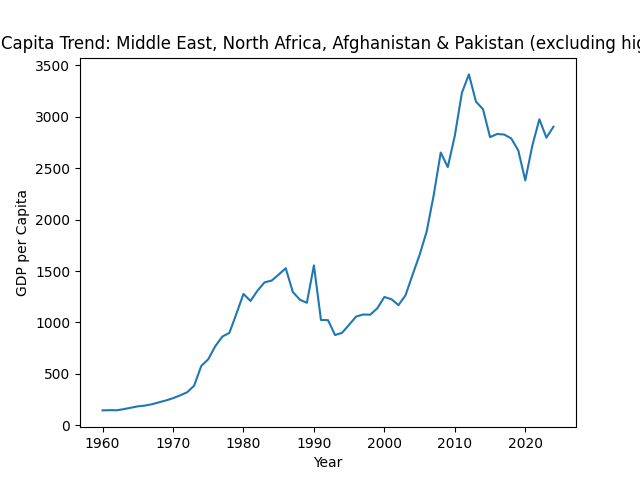 Capita Trend: Middle East, North Africa, Afghanistan & Pakistan (excluding
3500
3000
2500
2000
1500
1000
500
0
GDP per Capita
1960 1970 1980 1990 2000 2010 2020
Year